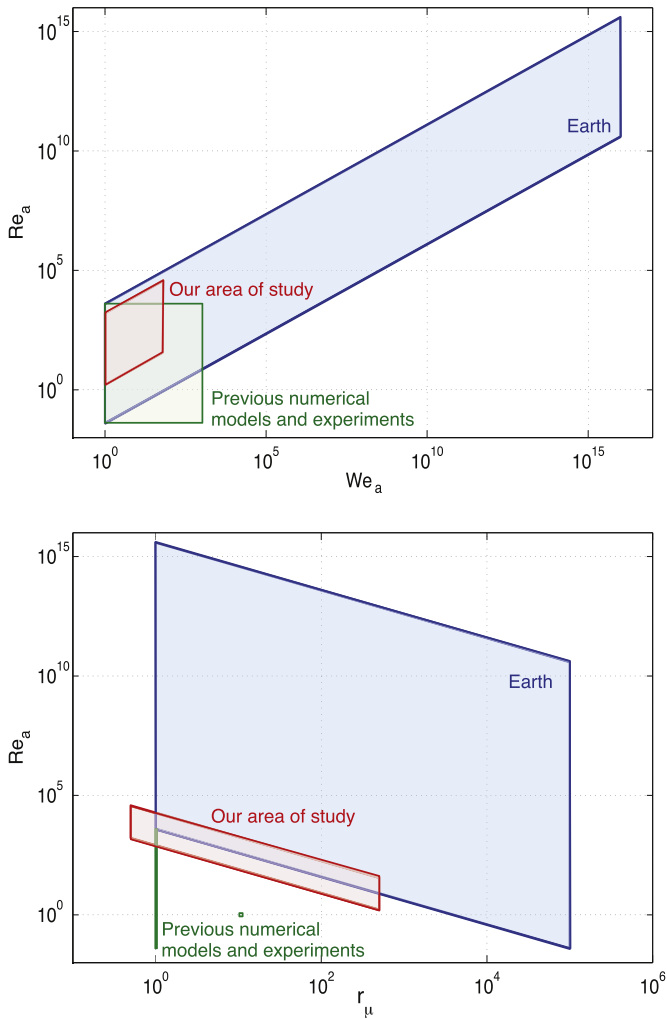 10^15
Earth
10^10
Re_a
10^5
Our area of study
10^0
Previous numerical
models and experiments
10^0 10^5 10^10 10^15
We_a
10^15
10^10
Earth
Re_a
10^5
Our area of study
10^0
Previous numerical
models and experiments
10^0 10^2 10^4 10^6
r_μ